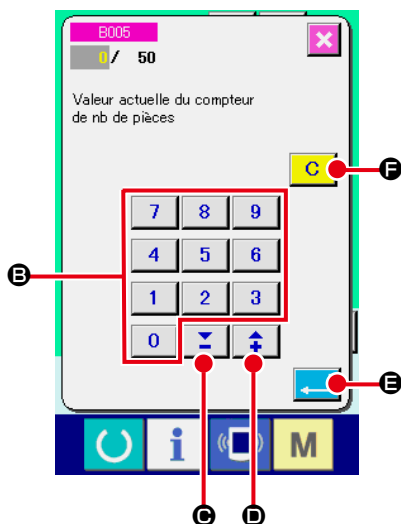 B005
0/ 50
Valeur actuelle du compteur
de nb de pièces
C F
7 8 9
B
4 5 6
1 2 3
0 − +
E
i M
C D